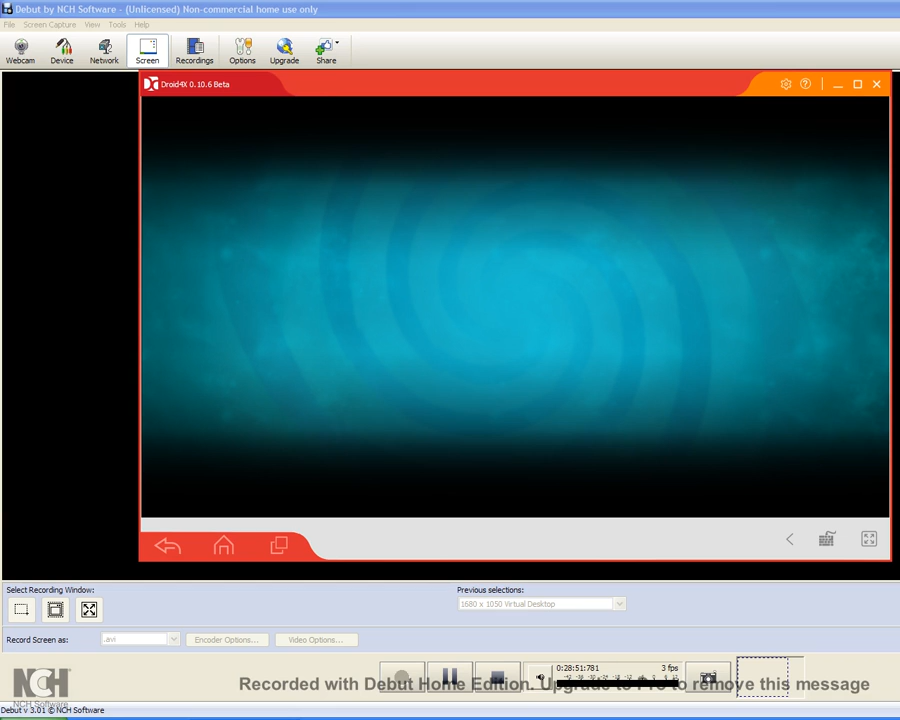 Debut by NCH Software - (Unlicensed) Non-commercial home use only
File Screen Capture View Tools Help
Webcam Device Network Screen Recordings Options Upgrade Share
Droid4X 0.10.6 Beta
Select Recording Window:
Previous selections:
1680 x 1050 Virtual Desktop
Record Screen as: .avi Encoder Options... Video Options...
0:28:51:781 3 fps
NCH
NCH Software
Recorded with Debut Home Edition. Upgrade to Pro to remove this message
Debut v 3.01 © NCH Software